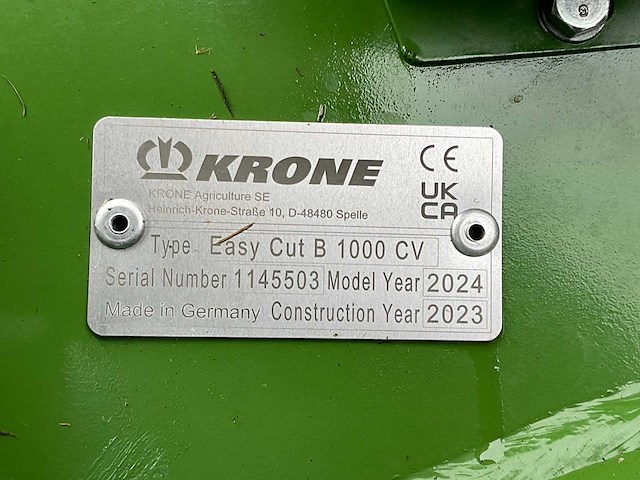 KRONE
CE
KRONE Agriculture SE
Heinrich-Krone-Straße 10, D-48480 Spelle
UK
CA
Type Easy Cut B 1000 CV
Serial Number 1145503 Model Year 2024
Made in Germany Construction Year 2023